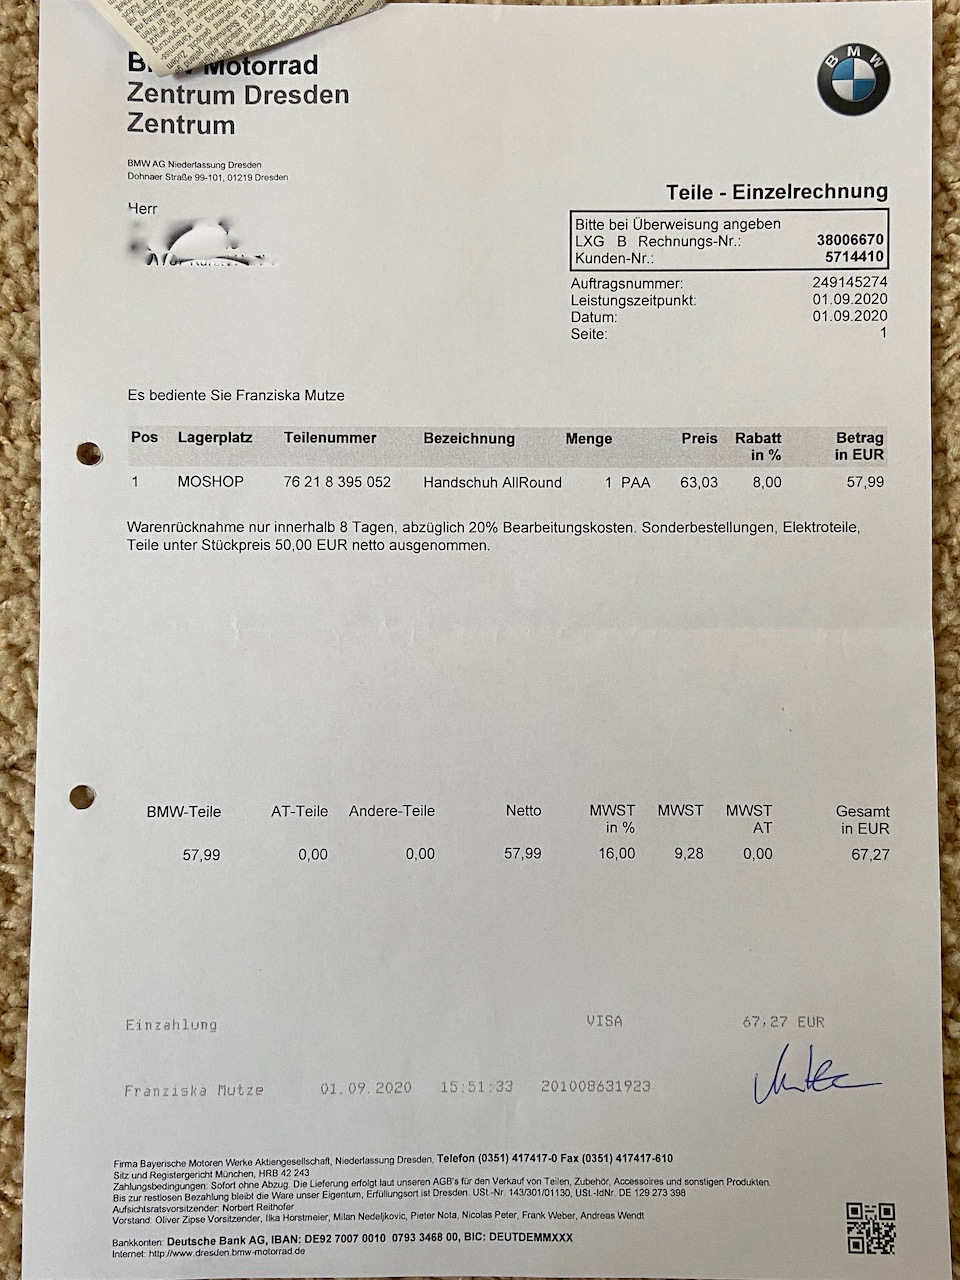 Motorrad
Zentrum Dresden
Zentrum
BMW
BMW AG Niederlassung Dresden
Dohnaer Straße 99-101, 01219 Dresden
Herr
Teile - Einzelrechnung
Bitte bei Überweisung angeben
LXG B Rechnungs-Nr.: 38006670
Kunden-Nr.: 5714410
Auftragsnummer: 249145274
Leistungszeitpunkt: 01.09.2020
Datum: 01.09.2020
Seite: 1
Es bediente Sie Franziska Mutze
Pos Lagerplatz Teilenummer Bezeichnung Menge Preis Rabatt Betrag
in % in EUR
1 MOSHOP 76 21 8 395 052 Handschuh AllRound 1 PAA 63,03 8,00 57,99
Warenrücknahme nur innerhalb 8 Tagen, abzüglich 20% Bearbeitungskosten. Sonderbestellungen, Elektroteile,
Teile unter Stückpreis 50,00 EUR netto ausgenommen.
BMW-Teile AT-Teile Andere-Teile Netto MWST MWST MWST Gesamt
in % AT in EUR
57,99 0,00 0,00 57,99 16,00 9,28 0,00 67,27
Einzahlung VISA 67,27 EUR
Franziska Mutze 01.09.2020 15:51:33 201008631923
Firma Bayerische Motoren Werke Aktiengesellschaft, Niederlassung Dresden, Telefon (0351) 417417-0 Fax (0351) 417417-610
Sitz und Registergericht München, HRB 42 243
Zahlungsbedingungen: Sofort ohne Abzug. Die Lieferung erfolgt laut unseren AGB's für den Verkauf von Teilen, Zubehör, Accessoires und sonstigen Produkten.
Bis zur restlosen Bezahlung bleibt die Ware unser Eigentum, Erfüllungsort ist Dresden. USt.-Nr. 143/301/01130, USt.-IdNr. DE 129 273 398
Aufsichtsratsvorsitzender: Norbert Reithofer
Vorstand: Oliver Zipse Vorsitzender, Ilka Horstmeier, Milan Nedeljkovic, Pieter Nota, Nicolas Peter, Frank Weber, Andreas Wendt
Bankkonten: Deutsche Bank AG, IBAN: DE92 7007 0010 0793 3468 00, BIC: DEUTDEMMXXX
Internet: http://www.dresden.bmw-motorrad.de